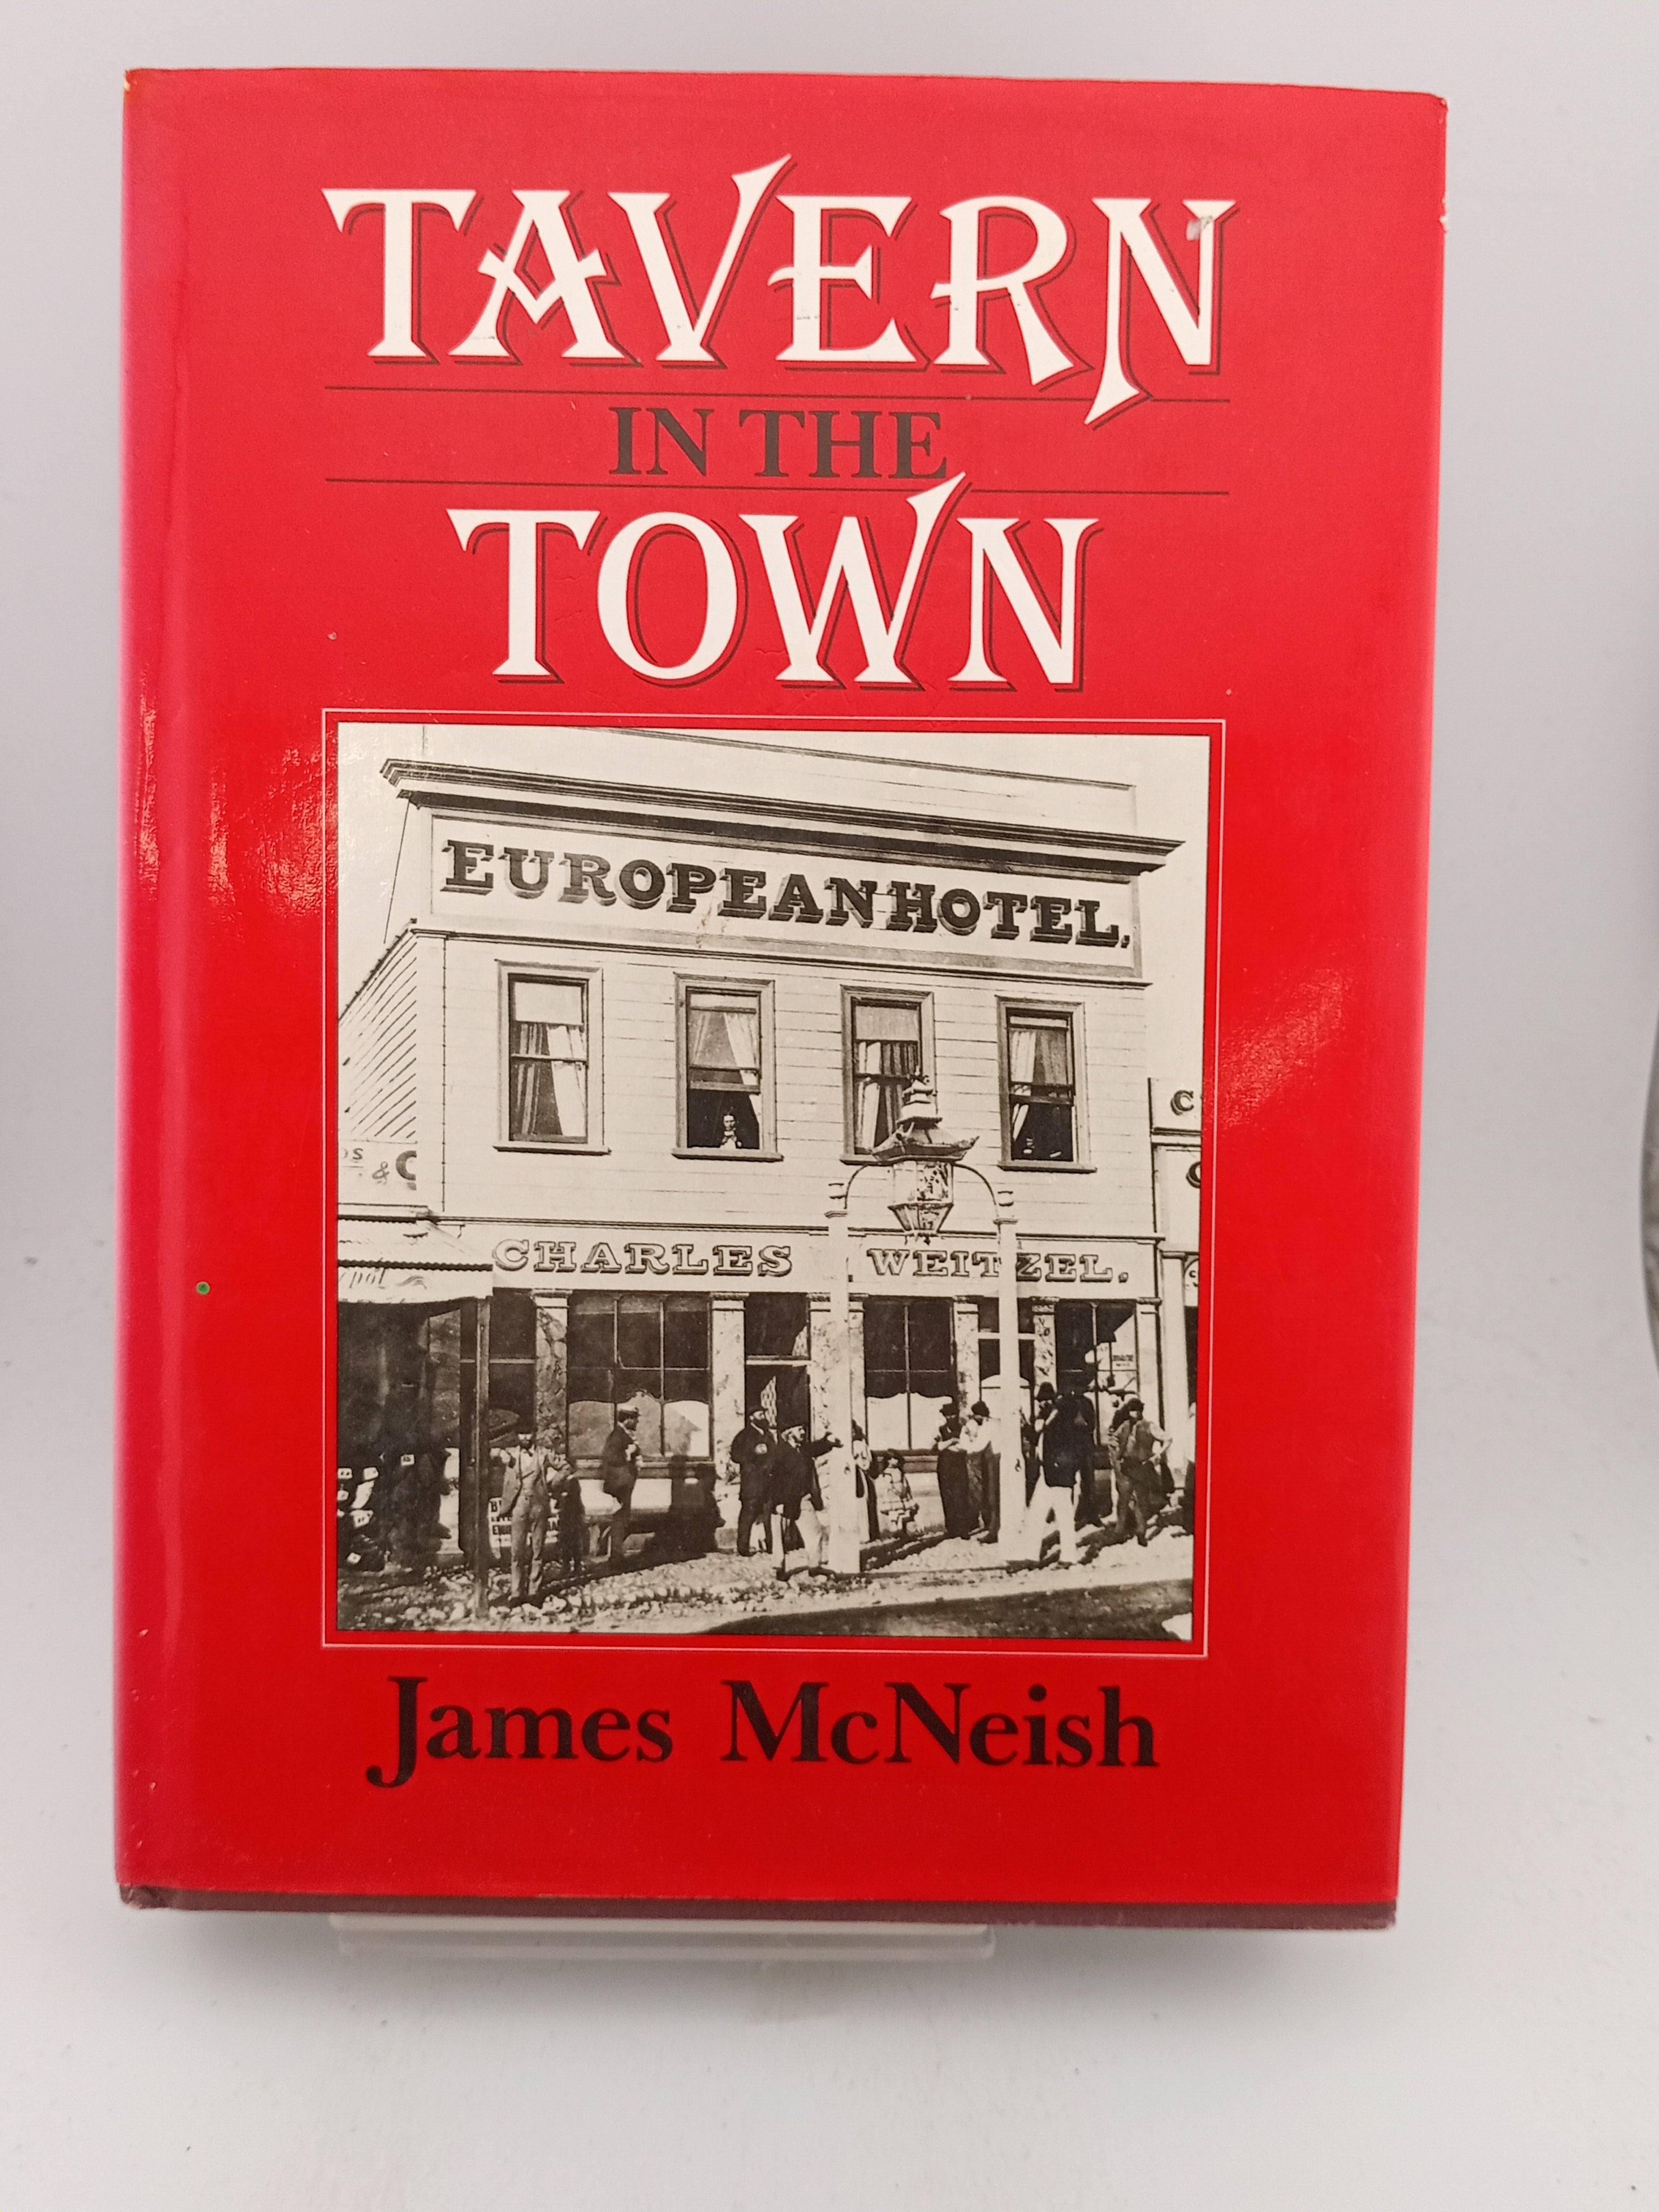 TAVERN
IN THE
TOWN
EUROPEAN HOTEL.
& C
CHARLES WEITZEL.
James McNeish